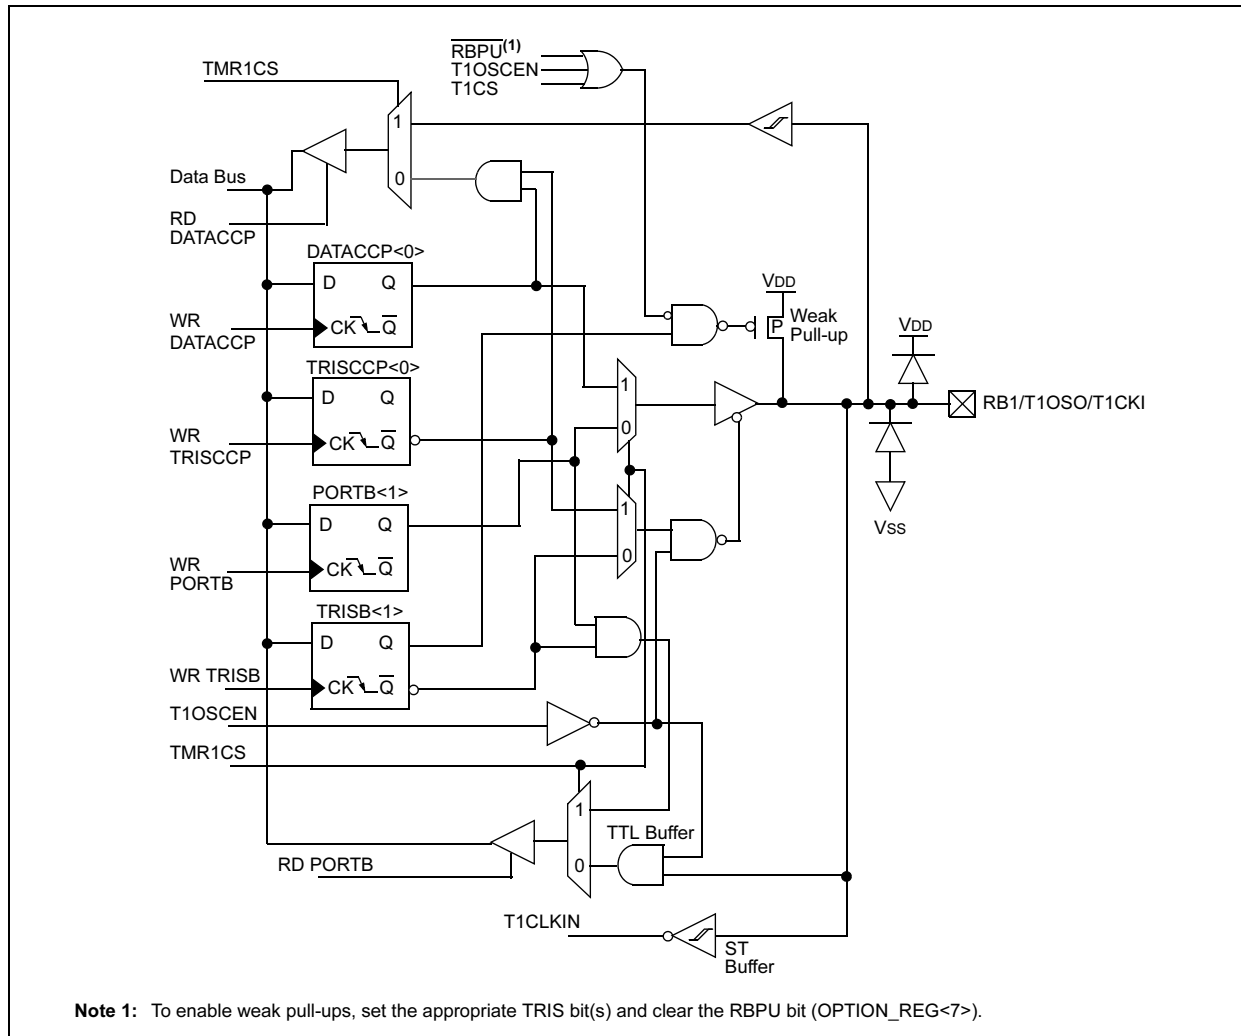 RBPU(1)
T1OSCEN
T1CS
TMR1CS
1
0
Data Bus
RD
DATACCP
DATACCP<0>
D Q
CK Q
WR
DATACCP
VDD
P
Weak
Pull-up
VDD
TRISCCP<0>
D Q
CK Q
WR
TRISCCP
1
0
RB1/T1OSO/T1CKI
PORTB<1>
D Q
CK Q
WR
PORTB
1
0
VSS
TRISB<1>
D Q
CK Q
WR TRISB
T1OSCEN
TMR1CS
1
0
TTL Buffer
RD PORTB
T1CLKIN
ST
Buffer
Note 1: To enable weak pull-ups, set the appropriate TRIS bit(s) and clear the RBPU bit (OPTION_REG<7>).